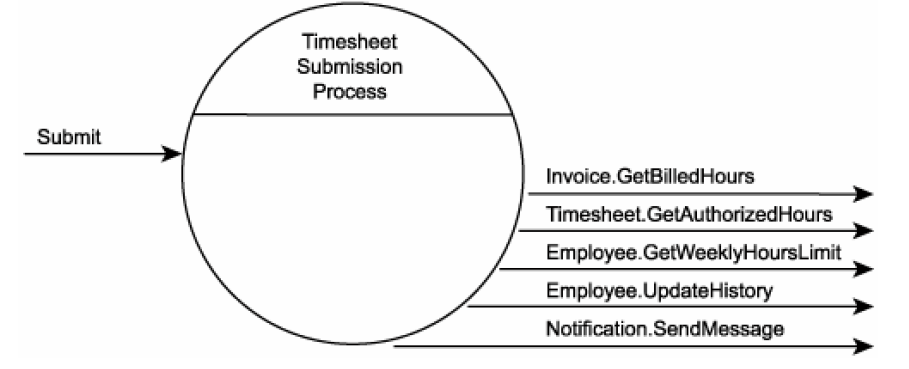 Timesheet
Submission
Process
Submit
Invoice.GetBilledHours
Timesheet.GetAuthorizedHours
Employee.GetWeeklyHoursLimit
Employee.UpdateHistory
Notification.SendMessage